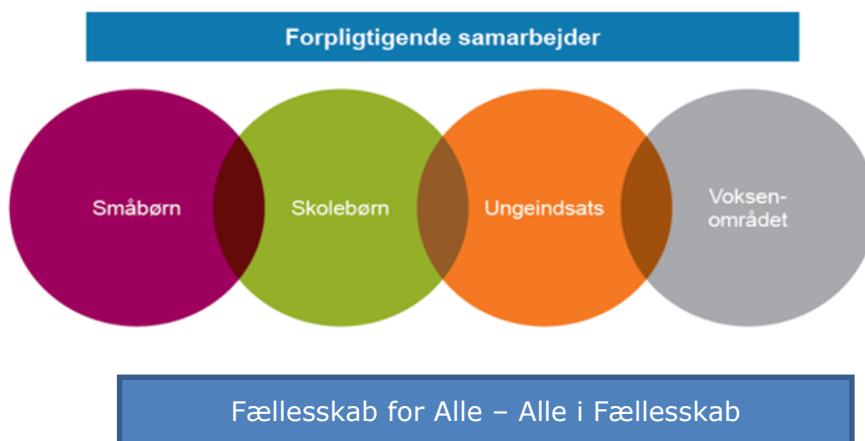 Forpligtigende samarbejder
Småbørn
Skolebørn
Ungeindsats
Voksen-
området
Fællesskab for Alle – Alle i Fællesskab